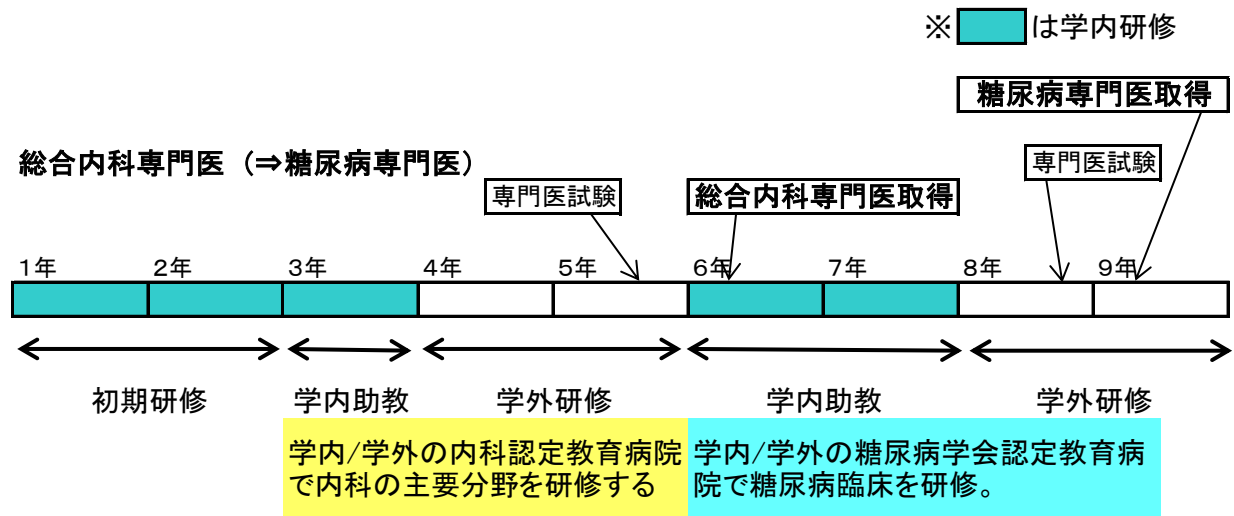 ※ は学内研修
糖尿病専門医取得
総合内科専門医（⇒糖尿病専門医）
専門医試験
総合内科専門医取得
専門医試験
1年 2年 3年 4年 5年 6年 7年 8年 9年
初期研修 学内助教 学外研修 学内助教 学外研修
学内/学外の内科認定教育病院
で内科の主要分野を研修する
学内/学外の糖尿病学会認定教育病
院で糖尿病臨床を研修。